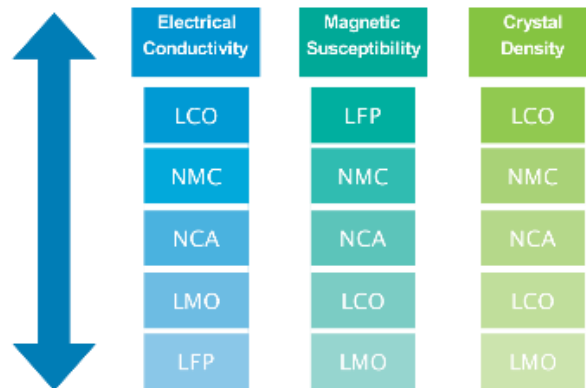 Electrical
Conductivity
Magnetic
Susceptibility
Crystal
Density
LCO
LFP
LCO
NMC
NMC
NMC
NCA
NCA
NCA
LMO
LCO
LCO
LFP
LMO
LMO